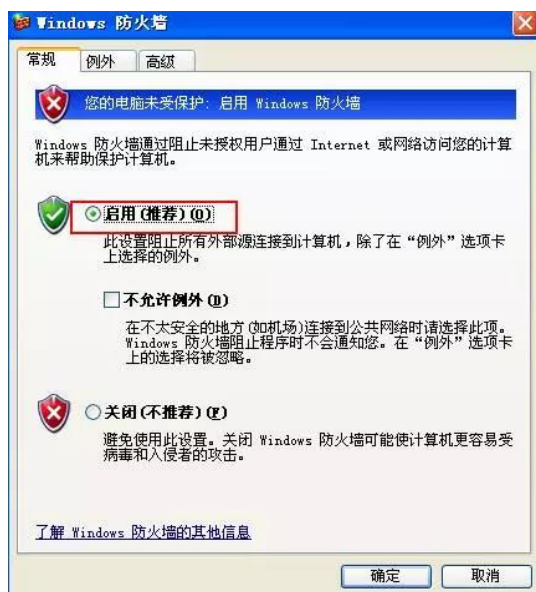 Windows 防火墙
常规 例外 高级
您的电脑未受保护: 启用 Windows 防火墙
Windows 防火墙通过阻止未授权用户通过 Internet 或网络访问您的计算
机来帮助保护计算机。
启用(推荐)(O)
此设置阻止所有外部源连接到计算机，除了在“例外”选项卡
上选择的例外。
不允许例外(D)
在不太安全的地方(如机场)连接到公共网络时请选择此项。
Windows 防火墙阻止程序时不会通知您。在“例外”选项卡
上的选择将被忽略。
关闭(不推荐)(F)
避免使用此设置。关闭 Windows 防火墙可能使计算机更容易受
病毒和入侵者的攻击。
了解 Windows 防火墙的其他信息
确定 取消